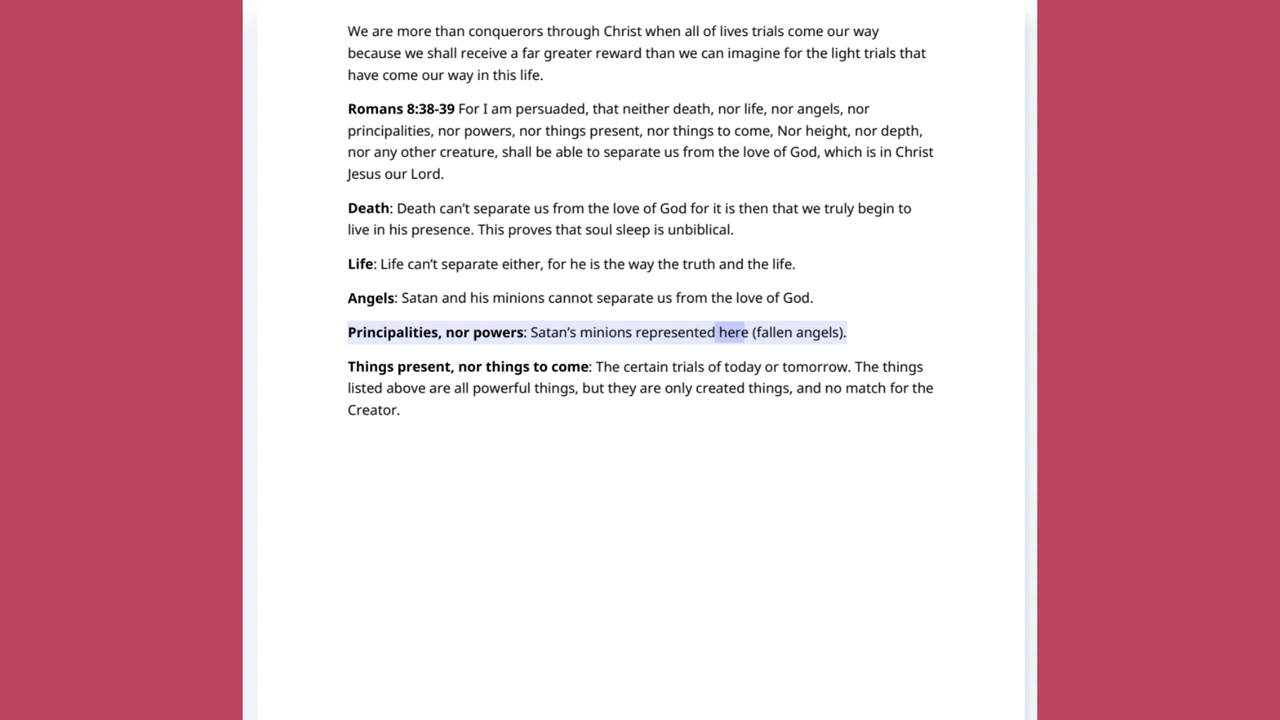 We are more than conquerors through Christ when all of lives trials come our way
because we shall receive a far greater reward than we can imagine for the light trials that
have come our way in this life.
Romans 8:38-39 For I am persuaded, that neither death, nor life, nor angels, nor
principalities, nor powers, nor things present, nor things to come, Nor height, nor depth,
nor any other creature, shall be able to separate us from the love of God, which is in Christ
Jesus our Lord.
Death: Death can’t separate us from the love of God for it is then that we truly begin to
live in his presence. This proves that soul sleep is unbiblical.
Life: Life can’t separate either, for he is the way the truth and the life.
Angels: Satan and his minions cannot separate us from the love of God.
Principalities, nor powers: Satan’s minions represented here (fallen angels).
Things present, nor things to come: The certain trials of today or tomorrow. The things
listed above are all powerful things, but they are only created things, and no match for the
Creator.